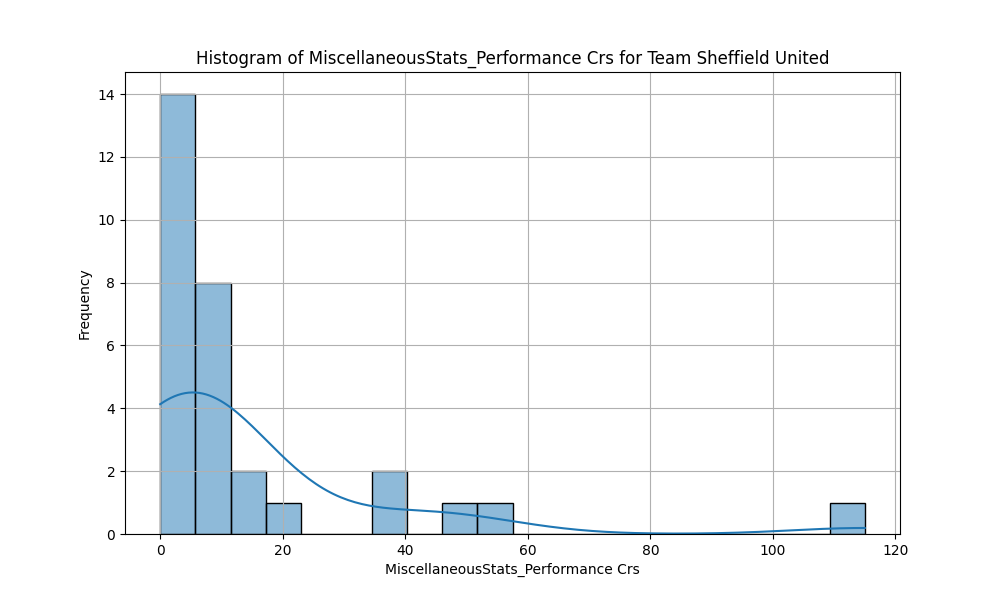 Histogram of MiscellaneousStats_Performance Crs for Team Sheffield United
14
12
10
8
6
4
2
0
Frequency
0 20 40 60 80 100 120
MiscellaneousStats_Performance Crs